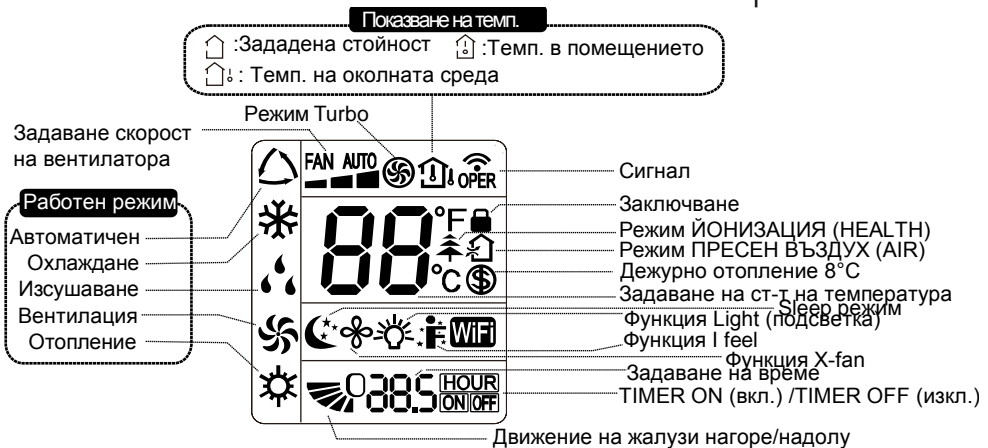 Показване на темп.
:Зададена стойност :Темп. в помещението
: Темп. на околната среда
Режим Turbo
Задаване скорост
на вентилатора
FAN AUTO
OPER
Сигнал
Работен режим
Автоматичен
Охлаждане
Изсушаване
Вентилация
Отопление
88 °F
°C
Заключване
Режим ЙОНИЗАЦИЯ (HEALTH)
Режим ПРЕСЕН ВЪЗДУХ (AIR)
Дежурно отопление 8°C
Задаване на ст-т на температура
Sleep режим
Функция Light (подсветка)
Функция I feel
WiFi
Функция X-fan
Задаване на време
088.5 HOUR
ON OFF
TIMER ON (вкл.) /TIMER OFF (изкл.)
Движение на жалузи нагоре/надолу